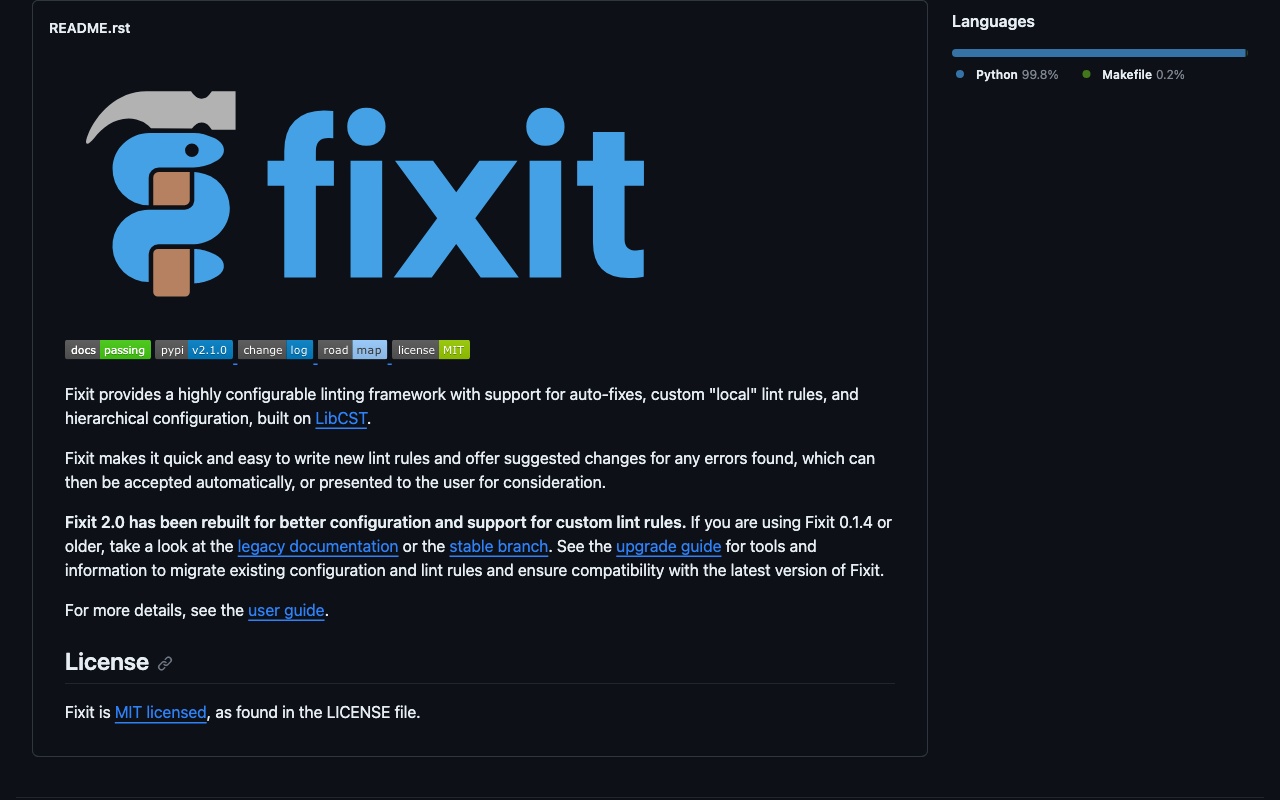 README.rst
fixit
docs passing pypi v2.1.0 change log road map license MIT
Fixit provides a highly configurable linting framework with support for auto-fixes, custom "local" lint rules, and
hierarchical configuration, built on LibCST.
Fixit makes it quick and easy to write new lint rules and offer suggested changes for any errors found, which can
then be accepted automatically, or presented to the user for consideration.
Fixit 2.0 has been rebuilt for better configuration and support for custom lint rules. If you are using Fixit 0.1.4 or
older, take a look at the legacy documentation or the stable branch. See the upgrade guide for tools and
information to migrate existing configuration and lint rules and ensure compatibility with the latest version of Fixit.
For more details, see the user guide.
License
Fixit is MIT licensed, as found in the LICENSE file.
Languages
Python 99.8% Makefile 0.2%